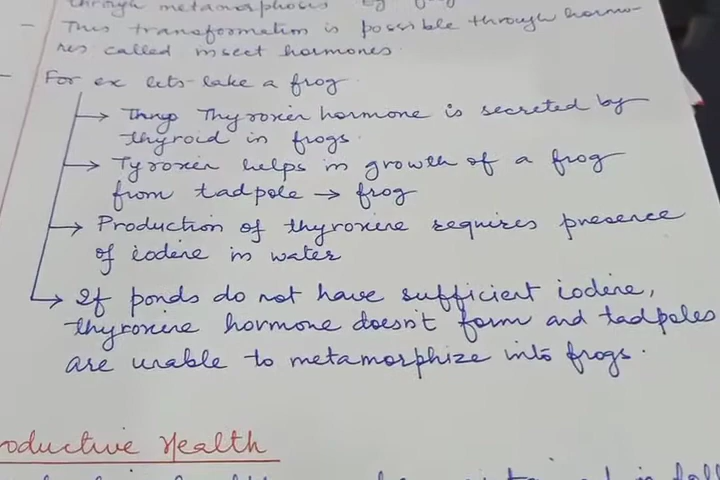 through metamorphosis by
- This transformation is possible through hormo-
nes called insect hormones.
- For ex lets take a frog
→ Thyroxin hormone is secreted by
thyroid in frogs.
→ Tyroxin helps in growth of a frog
from tadpole → frog
→ Production of thyroxine requires presence
of iodine in water
→ If ponds do not have sufficient iodine,
thyroxine hormone doesn't form and tadpoles
are unable to metamorphize into frogs.
oductive Health